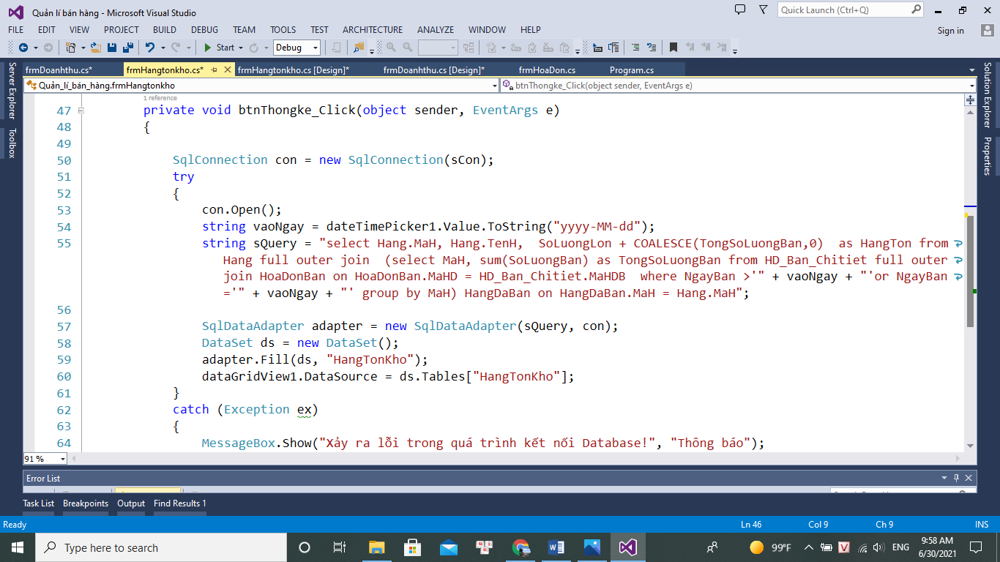 Quản lí bán hàng - Microsoft Visual Studio
Quick Launch (Ctrl+Q)
FILE EDIT VIEW PROJECT BUILD DEBUG TEAM TOOLS TEST ARCHITECTURE ANALYZE WINDOW HELP
Sign in
Start Debug
Server Explorer
Toolbox
Solution Explorer
Properties
frmDoanhthu.cs* frmHangtonkho.cs* frmHangtonkho.cs [Design]* frmDoanhthu.cs [Design]* frmHoaDon.cs Program.cs
Quản_lí_bán_hàng.frmHangtonkho btnThongke_Click(object sender, EventArgs e)
1 reference
47 private void btnThongke_Click(object sender, EventArgs e)
48 {
49
50 SqlConnection con = new SqlConnection(sCon);
51 try
52 {
53 con.Open();
54 string vaoNgay = dateTimePicker1.Value.ToString("yyyy-MM-dd");
55 string sQuery = "select Hang.MaH, Hang.TenH,  SoLuongLon + COALESCE(TongSoLuongBan,0)  as HangTon from
Hang full outer join  (select MaH, sum(SoLuongBan) as TongSoLuongBan from HD_Ban_Chitiet full outer
join HoaDonBan on HoaDonBan.MaHD = HD_Ban_Chitiet.MaHDB  where NgayBan >'" + vaoNgay + "'or NgayBan
='" + vaoNgay + "' group by MaH) HangDaBan on HangDaBan.MaH = Hang.MaH";
56
57 SqlDataAdapter adapter = new SqlDataAdapter(sQuery, con);
58 DataSet ds = new DataSet();
59 adapter.Fill(ds, "HangTonKho");
60 dataGridView1.DataSource = ds.Tables["HangTonKho"];
61 }
62 catch (Exception ex)
63 {
64 MessageBox.Show("Xảy ra lỗi trong quá trình kết nối Database!", "Thông báo");
91 %
Error List
Task List Breakpoints Output Find Results 1
Ready Ln 46 Col 9 Ch 9 INS
Type here to search
99°F
ENG
9:58 AM
6/30/2021